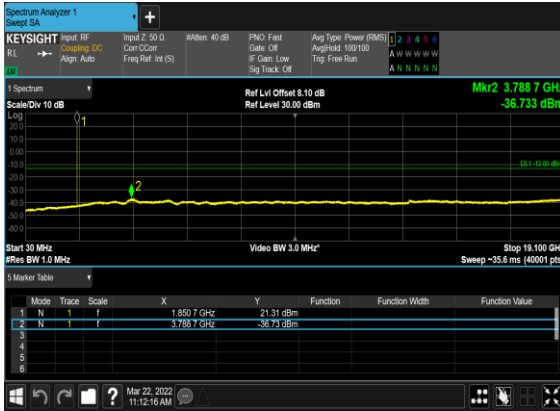 Spectrum Analyzer 1
Swept SA
+
KEYSIGHT
RL
Input: RF
Coupling: DC
Align: Auto
Input Z: 50 Ω
Corr CCorr
Freq Ref: Int (S)
#Atten: 40 dB
PNO: Fast
Gate: Off
IF Gain: Low
Sig Track: Off
Avg Type: Power (RMS)
Avg|Hold: 100/100
Trig: Free Run
1 2 3 4 5 6
A W W W W W
A N N N N N
1 Spectrum
Scale/Div 10 dB
Ref Lvl Offset 8.10 dB
Ref Level 30.00 dBm
Mkr2 3.788 7 GHz
-36.733 dBm
Log
20.0
10.0
0.00
-10.0
-20.0
-30.0
-40.0
-50.0
-60.0
1
2
DL1 -13.00 dBm
Start 30 MHz
#Res BW 1.0 MHz
Video BW 3.0 MHz*
Stop 19.100 GHz
Sweep ~35.6 ms (40001 pts)
5 Marker Table
Mode Trace Scale X Y Function Function Width Function Value
1 N 1 f 1.850 7 GHz 21.31 dBm
2 N 1 f 3.788 7 GHz -36.73 dBm
3
4
5
6
?
Mar 22, 2022
11:12:16 AM